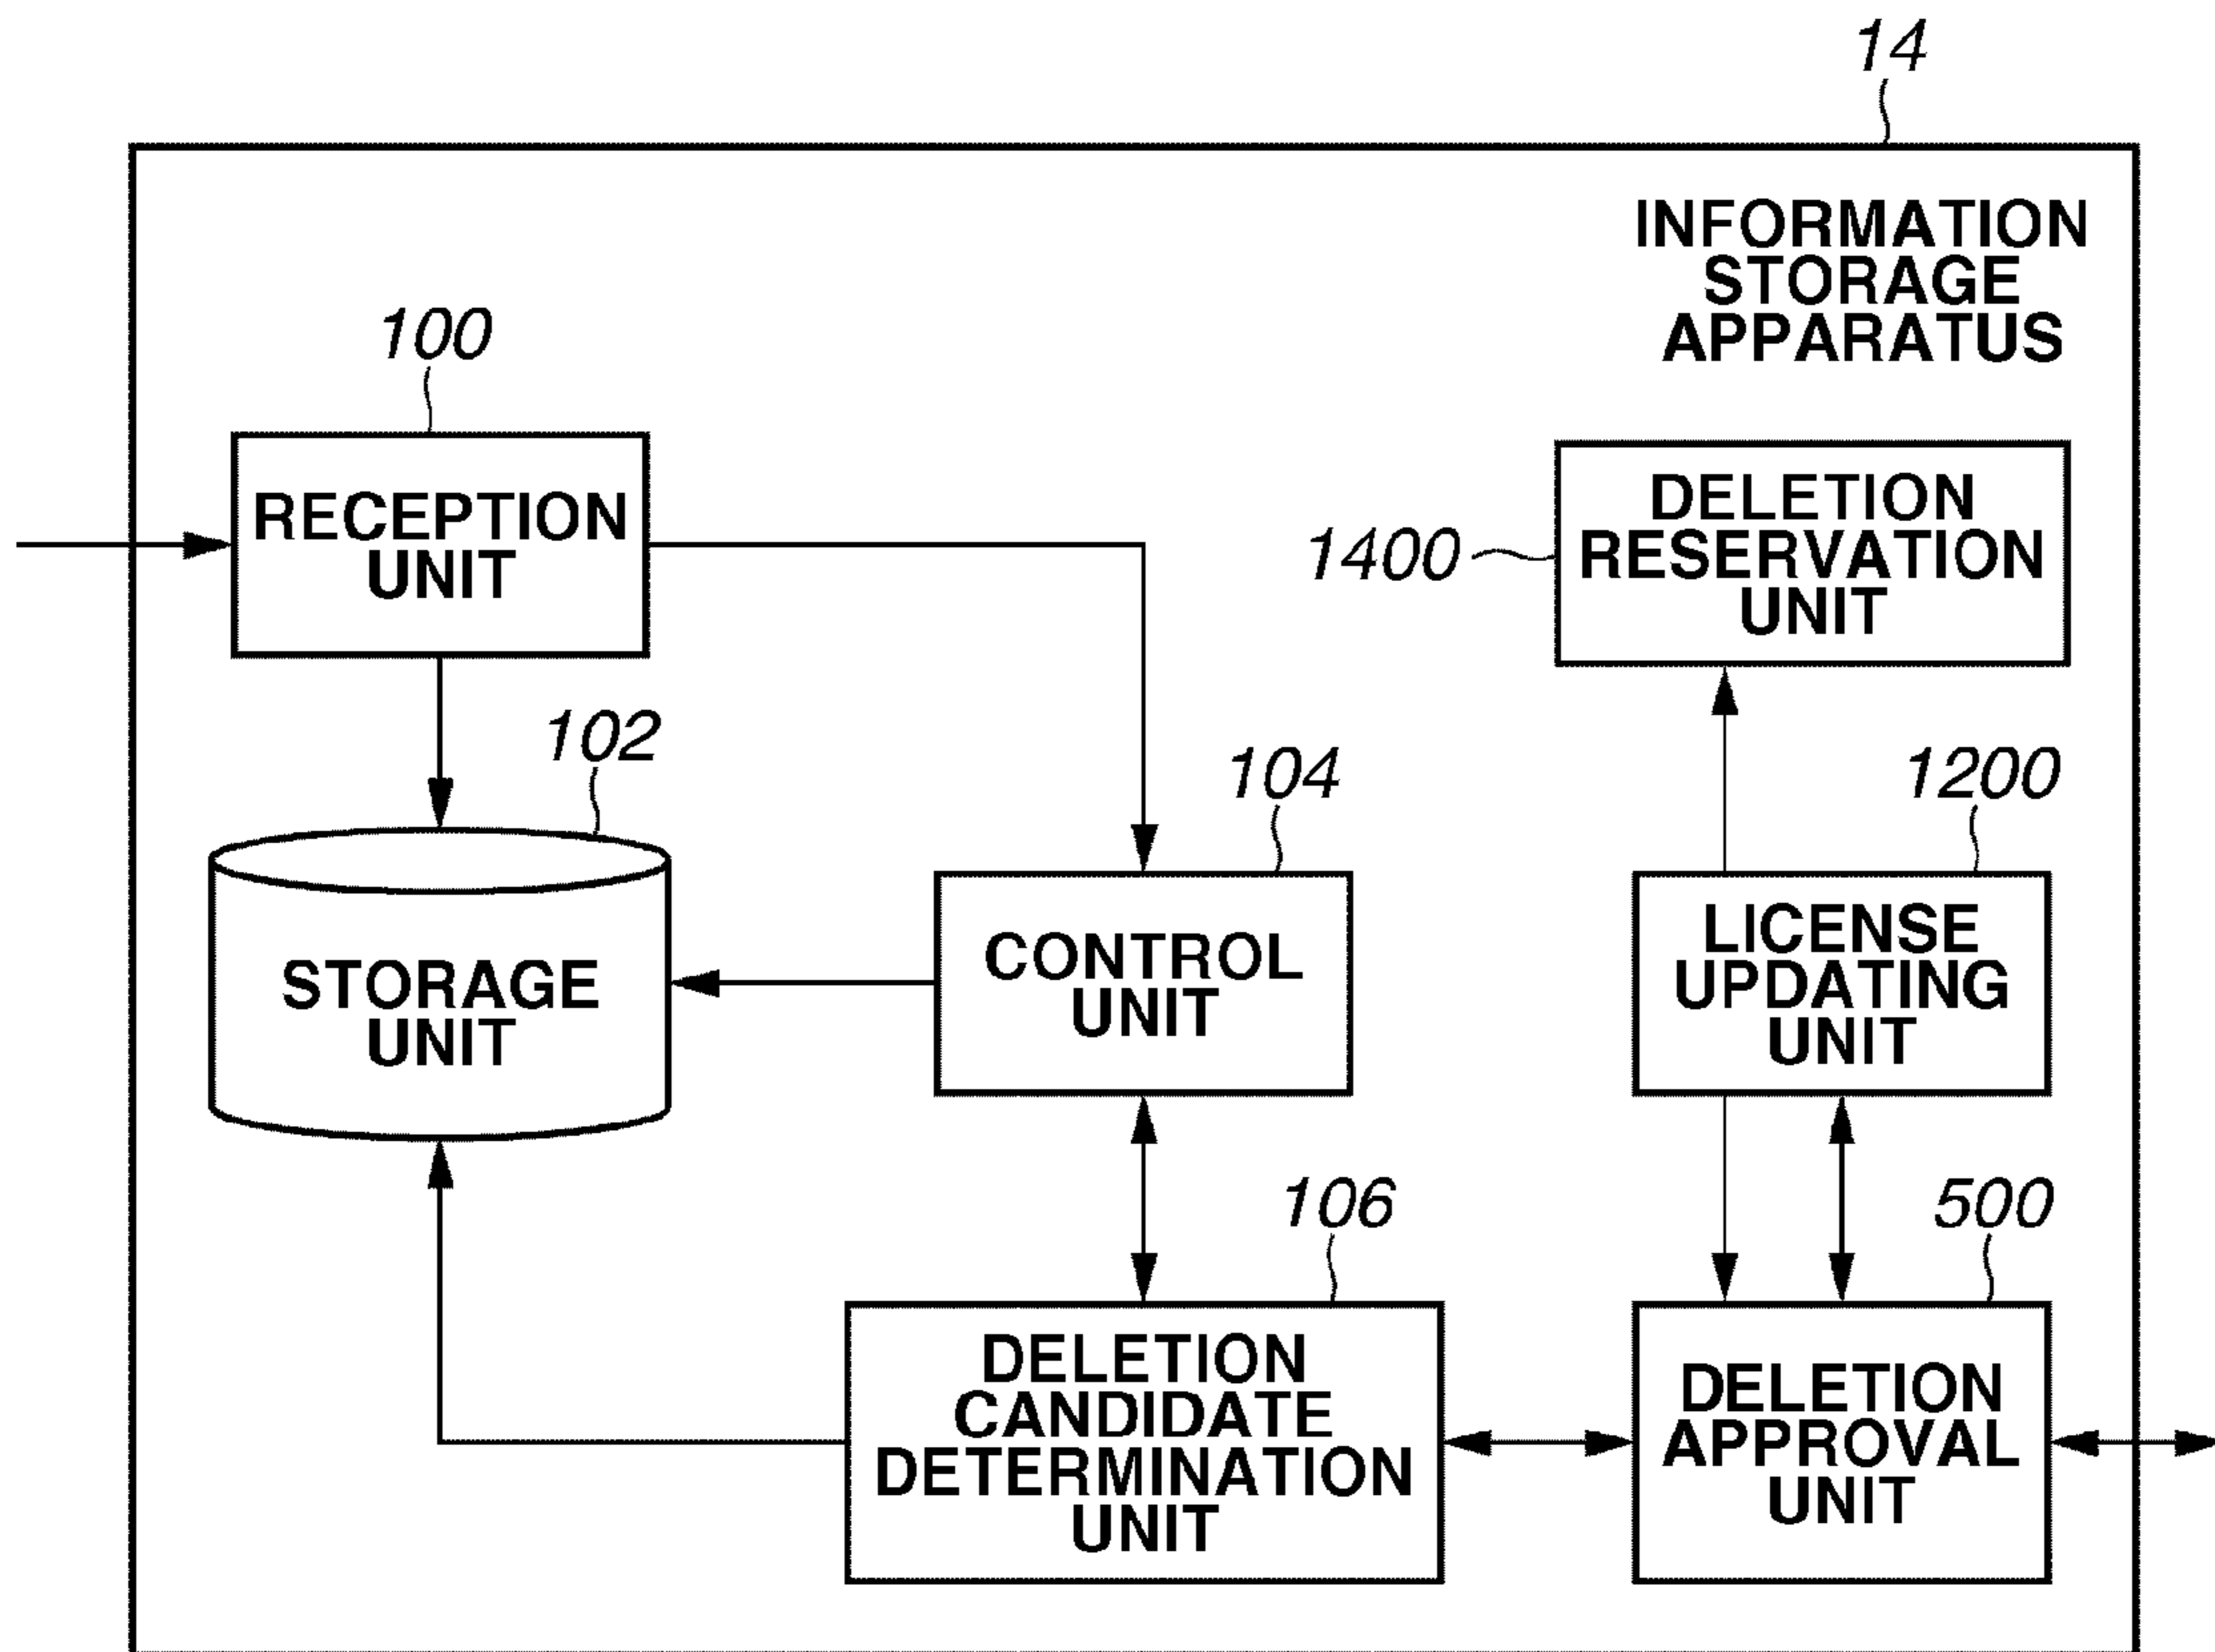 14
INFORMATION
STORAGE
APPARATUS
100
RECEPTION
UNIT
1400
DELETION
RESERVATION
UNIT
102
STORAGE
UNIT
104
CONTROL
UNIT
1200
LICENSE
UPDATING
UNIT
106
DELETION
CANDIDATE
DETERMINATION
UNIT
500
DELETION
APPROVAL
UNIT